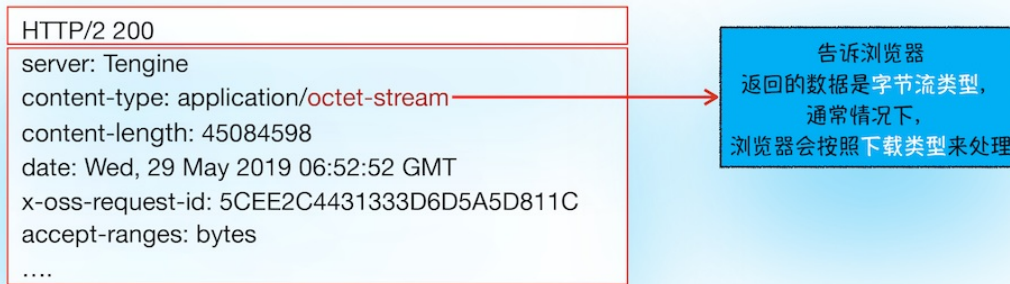 HTTP/2 200
server: Tengine
content-type: application/octet-stream
content-length: 45084598
date: Wed, 29 May 2019 06:52:52 GMT
x-oss-request-id: 5CEE2C4431333D6D5A5D811C
accept-ranges: bytes
....
告诉浏览器
返回的数据是字节流类型，
通常情况下，
浏览器会按照下载类型来处理